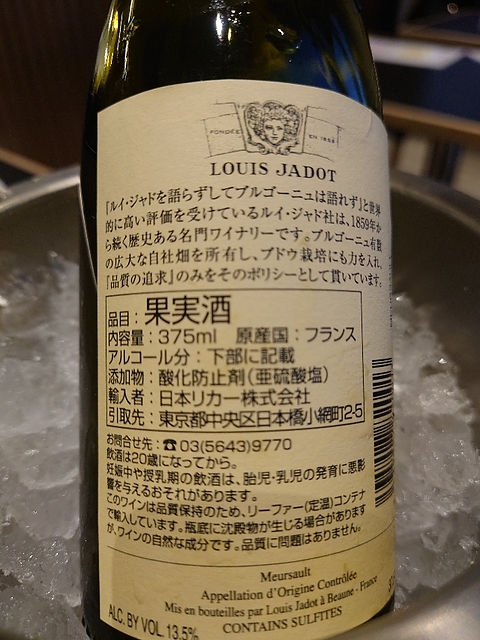 FONDÉE EN 1859
LOUIS JADOT
『ルイ・ジャドを語らずしてブルゴーニュは語れず』と世界
的に高い評価を受けているルイ・ジャド社は、1859年か
ら続く歴史ある名門ワイナリーです。ブルゴーニュ有数
の広大な自社畑を所有し、ブドウ栽培にも力を入れ、
『品質の追求』のみをそのポリシーとして貫いています。
品目：果実酒
内容量：375ml 原産国：フランス
アルコール分：下部に記載
添加物：酸化防止剤（亜硫酸塩）
輸入者：日本リカー株式会社
引取先：東京都中央区日本橋小網町2-5
お問合せ先：☎03(5643)9770
飲酒は20歳になってから。
妊娠中や授乳期の飲酒は、胎児・乳児の発育に悪影
響を与えるおそれがあります。
このワインは品質保持のため、リーファー（定温）コンテナ
で輸入しています。瓶底に沈殿物が生じる場合があります
が、ワインの自然な成分です。品質に問題はありません。
Meursault
Appellation d'Origine Contrôlée
Mis en bouteilles par Louis Jadot à Beaune - France
ALC. BY VOL. 13.5%
CONTAINS SULFITES